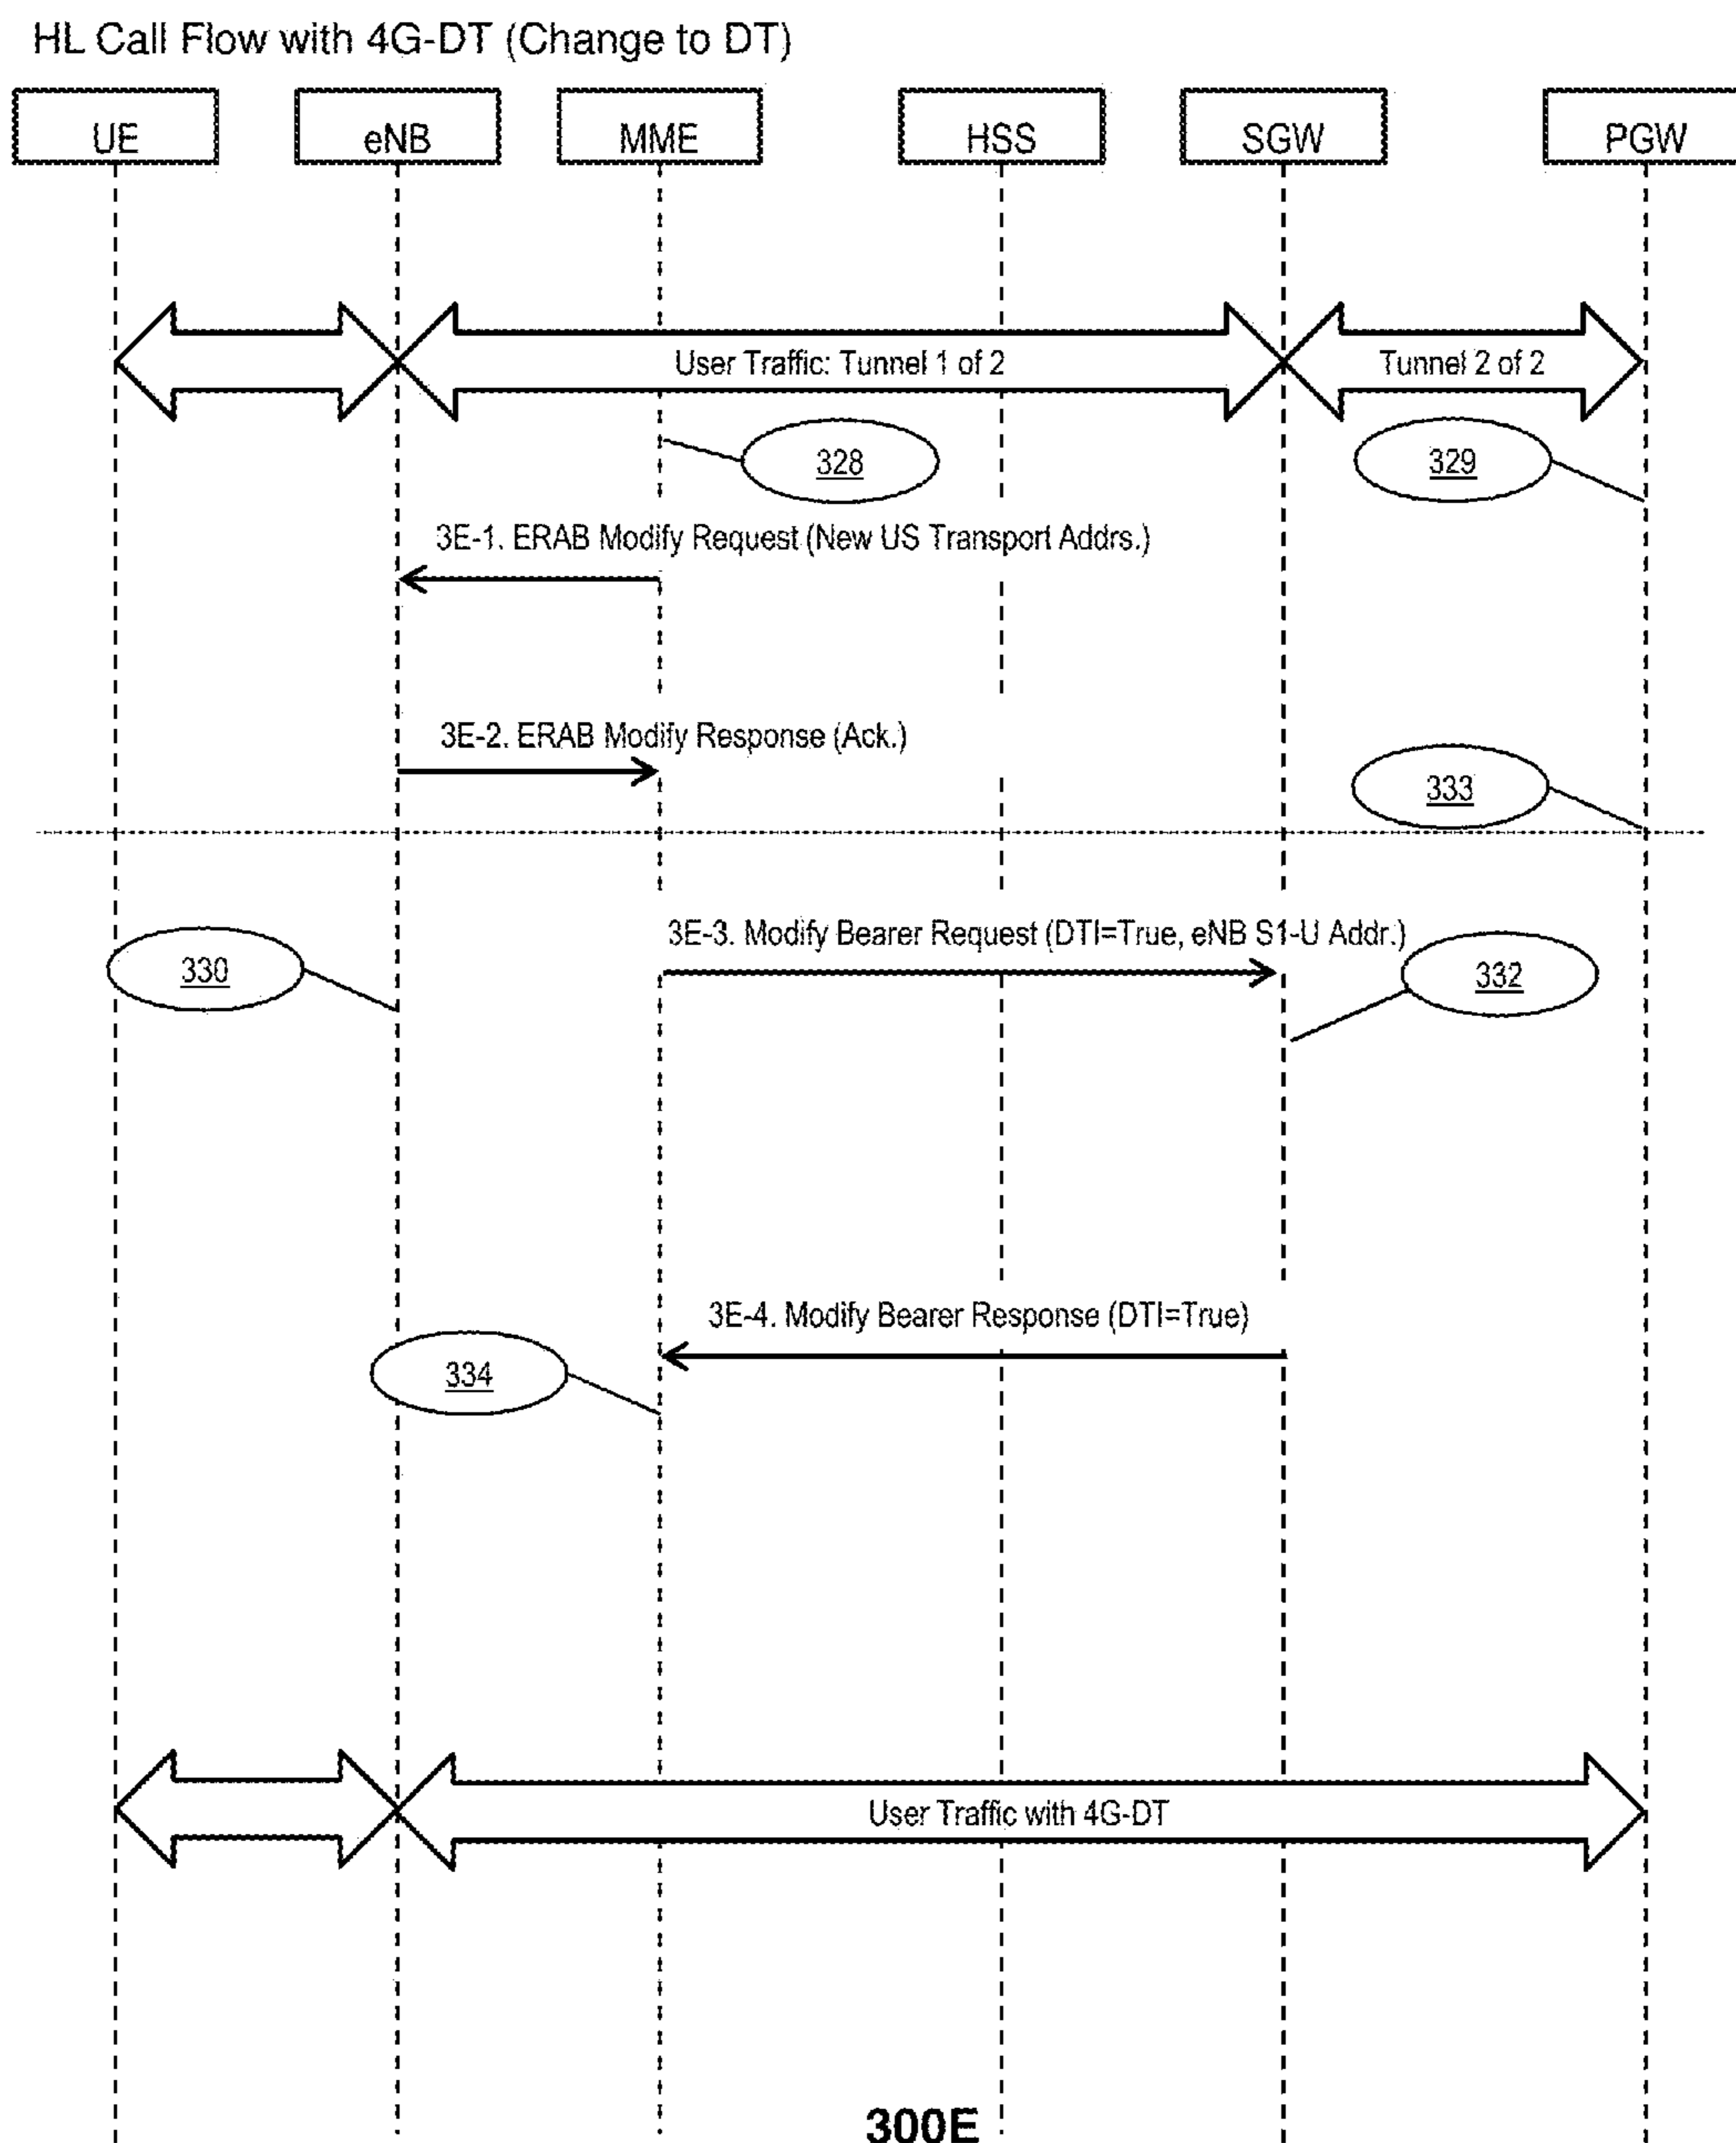 HL Call Flow with 4G-DT (Change to DT)
UE eNB MME HSS SGW PGW
User Traffic: Tunnel 1 of 2 Tunnel 2 of 2
328 329
3E-1. ERAB Modify Request (New US Transport Addrs.)
3E-2. ERAB Modify Response (Ack.)
333
3E-3. Modify Bearer Request (DTI=True, eNB S1-U Addr.)
330 332
3E-4. Modify Bearer Response (DTI=True)
334
User Traffic with 4G-DT
300E